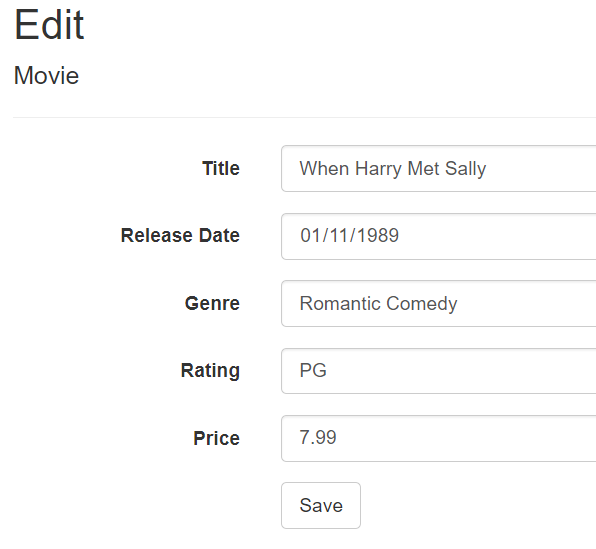 Edit
Movie
Title When Harry Met Sally
Release Date 01/11/1989
Genre Romantic Comedy
Rating PG
Price 7.99
Save